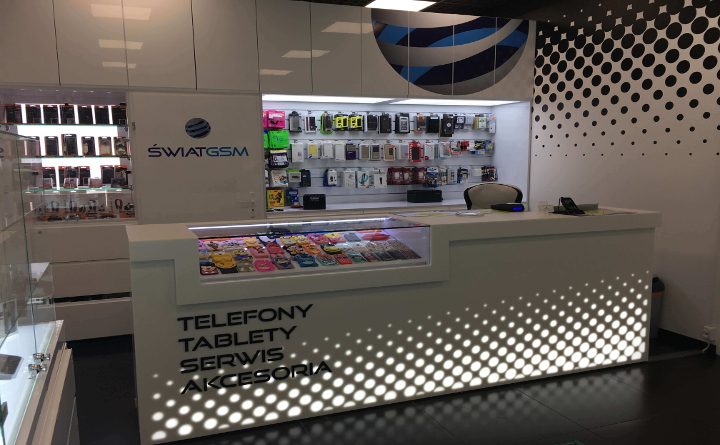 ŚWIATGSM
TELEFONY
TABLETY
SERWIS
AKCESORIA